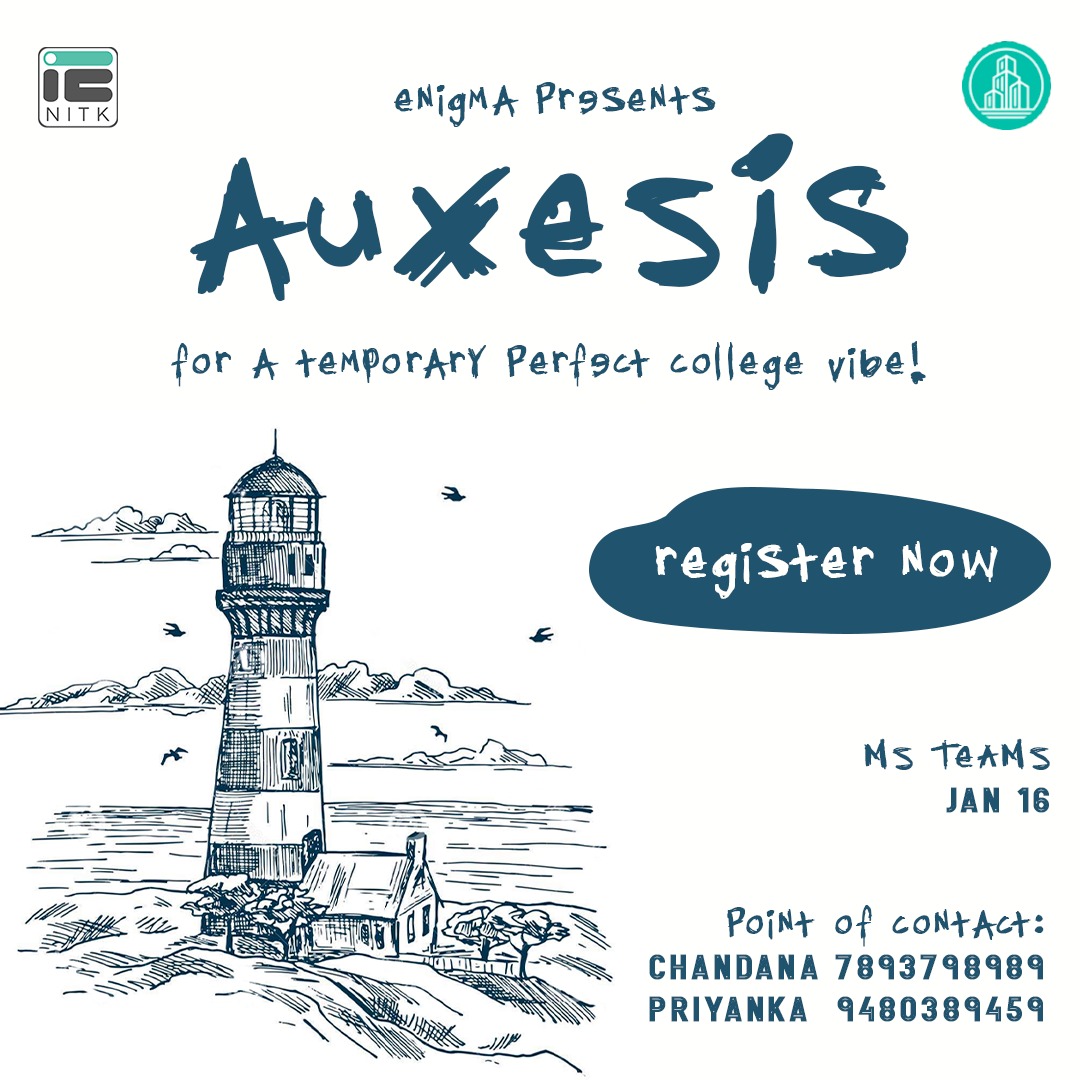 iE
NITK
eNigMA PreseNts
Auxesis
for A teMporArY Perfect college vibe!
register Now
Ms TeAMs
JAN 16
Point of contAct:
CHANDANA 7893798989
PRIYANKA 9480389459